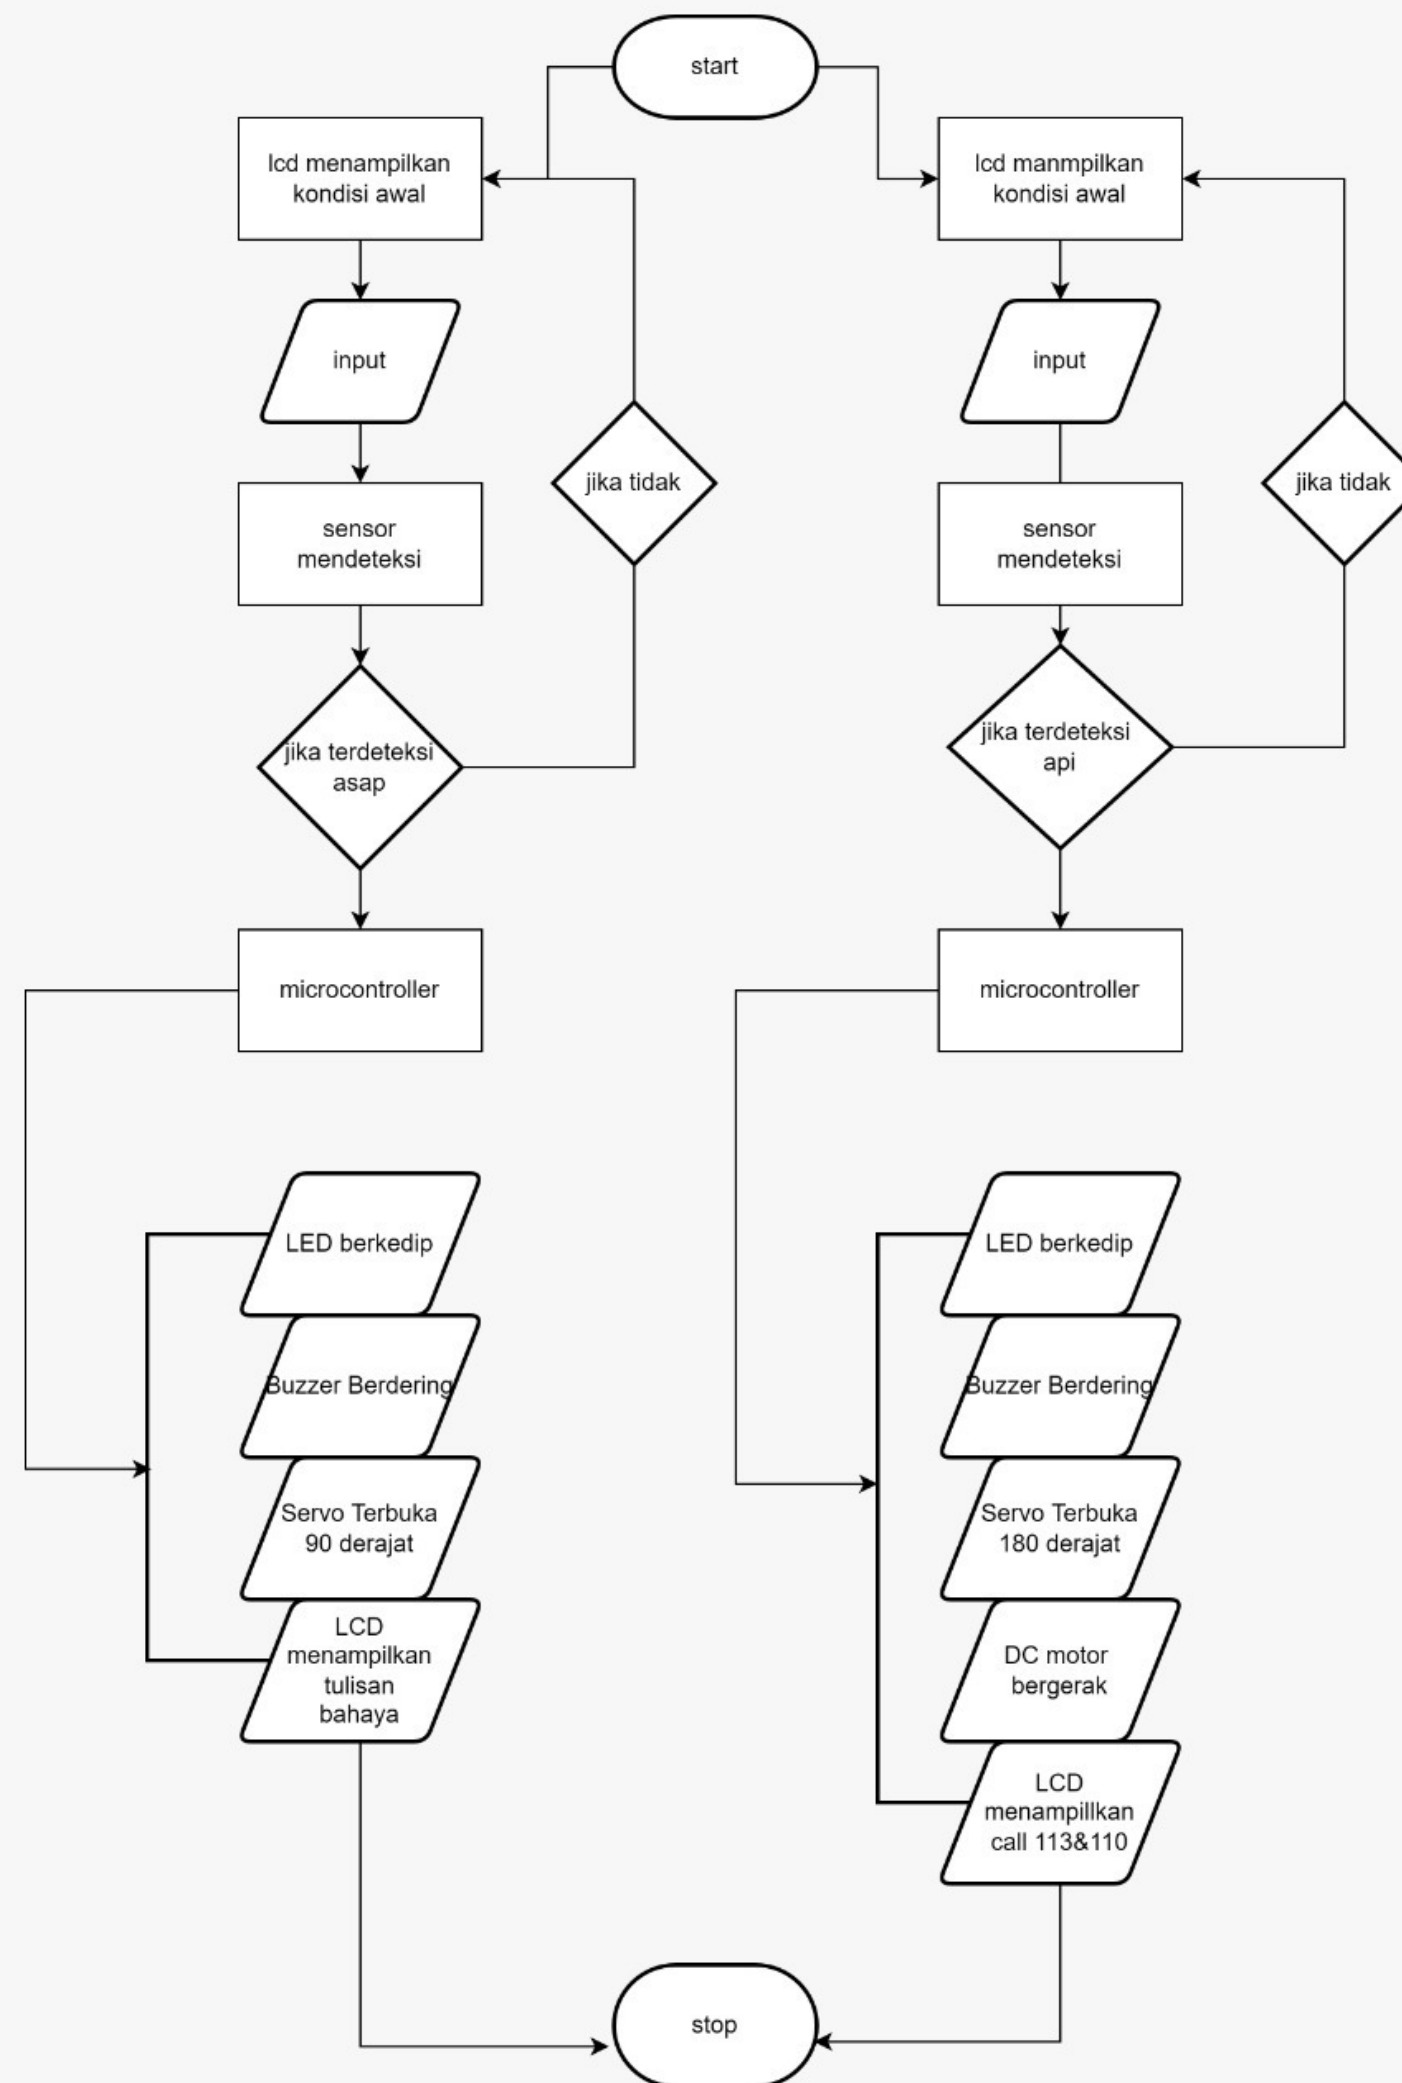 start
lcd menampilkan
kondisi awal
input
sensor
mendeteksi
jika tidak
jika terdeteksi
asap
microcontroller
LED berkedip
Buzzer Berdering
Servo Terbuka
90 derajat
LCD
menampilkan
tulisan
bahaya
lcd manmpilkan
kondisi awal
input
sensor
mendeteksi
jika tidak
jika terdeteksi
api
microcontroller
LED berkedip
Buzzer Berdering
Servo Terbuka
180 derajat
DC motor
bergerak
LCD
menampillkan
call 113&110
stop